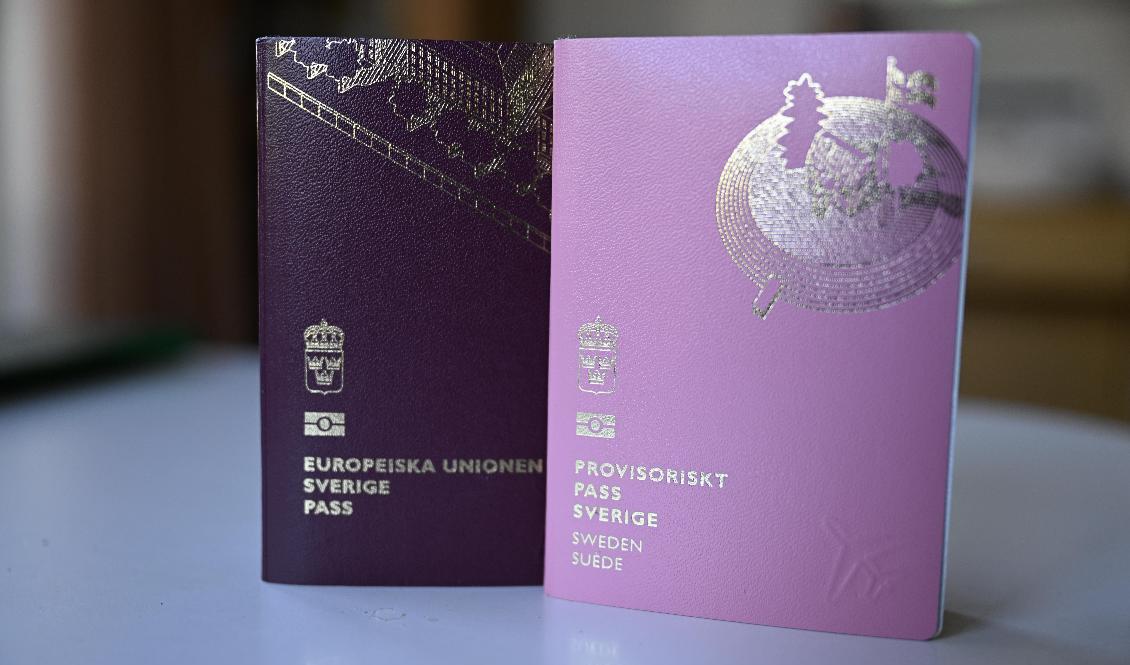 EUROPEISKA UNIONEN
SVERIGE
PASS
PROVISORISKT
PASS
SVERIGE
SWEDEN
SUÈDE